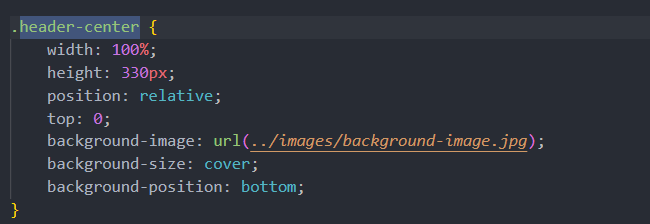 .header-center {
width: 100%;
height: 330px;
position: relative;
top: 0;
background-image: url(../images/background-image.jpg);
background-size: cover;
background-position: bottom;
}